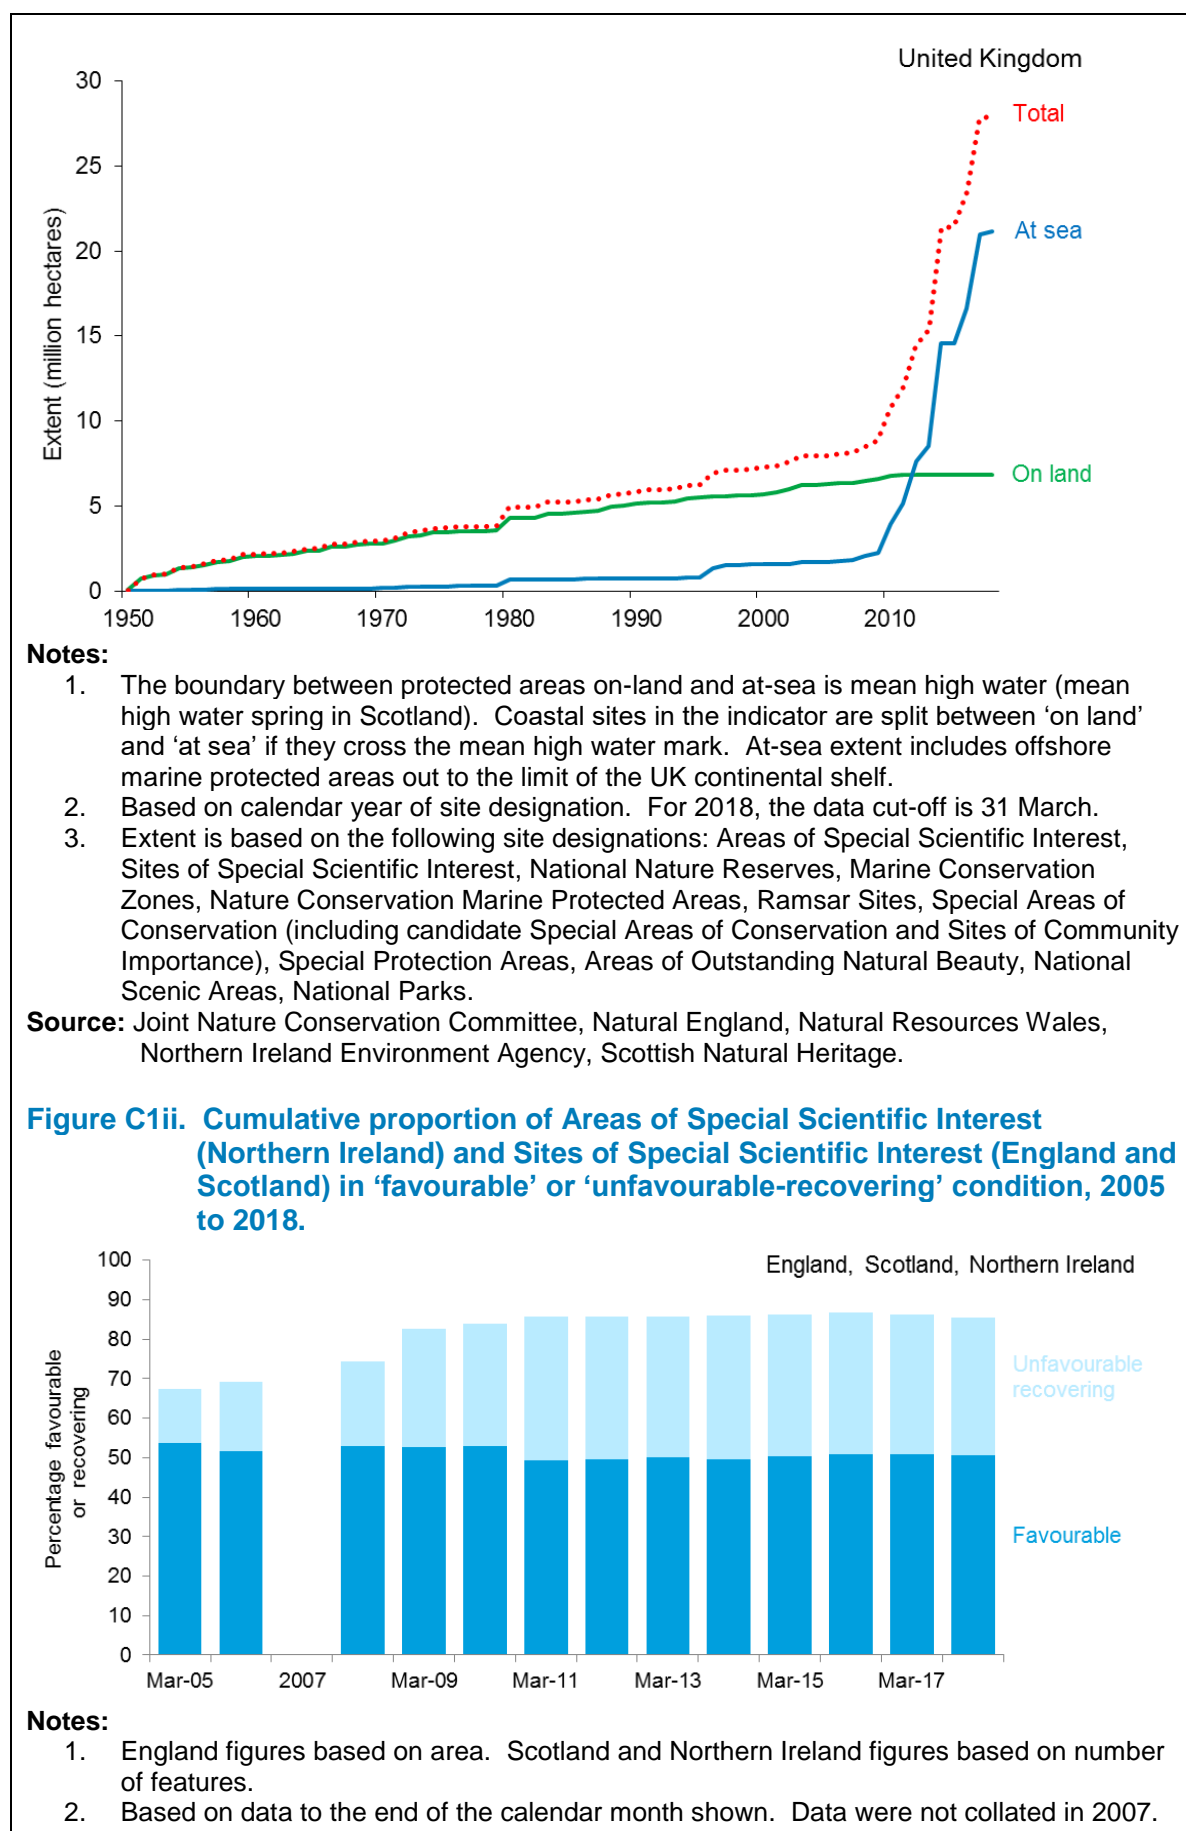 United Kingdom
30
25
20
15
10
5
0
Extent (million hectares)
Total
At sea
On land
1950 1960 1970 1980 1990 2000 2010
Notes:
1. The boundary between protected areas on-land and at-sea is mean high water (mean
high water spring in Scotland). Coastal sites in the indicator are split between ‘on land’
and ‘at sea’ if they cross the mean high water mark. At-sea extent includes offshore
marine protected areas out to the limit of the UK continental shelf.
2. Based on calendar year of site designation. For 2018, the data cut-off is 31 March.
3. Extent is based on the following site designations: Areas of Special Scientific Interest,
Sites of Special Scientific Interest, National Nature Reserves, Marine Conservation
Zones, Nature Conservation Marine Protected Areas, Ramsar Sites, Special Areas of
Conservation (including candidate Special Areas of Conservation and Sites of Community
Importance), Special Protection Areas, Areas of Outstanding Natural Beauty, National
Scenic Areas, National Parks.
Source: Joint Nature Conservation Committee, Natural England, Natural Resources Wales,
Northern Ireland Environment Agency, Scottish Natural Heritage.
Figure C1ii. Cumulative proportion of Areas of Special Scientific Interest
(Northern Ireland) and Sites of Special Scientific Interest (England and
Scotland) in ‘favourable’ or ‘unfavourable-recovering’ condition, 2005
to 2018.
England, Scotland, Northern Ireland
100
90
80
70
60
50
40
30
20
10
0
Percentage favourable
or recovering
Unfavourable
recovering
Favourable
Mar-05 2007 Mar-09 Mar-11 Mar-13 Mar-15 Mar-17
Notes:
1. England figures based on area. Scotland and Northern Ireland figures based on number
of features.
2. Based on data to the end of the calendar month shown. Data were not collated in 2007.